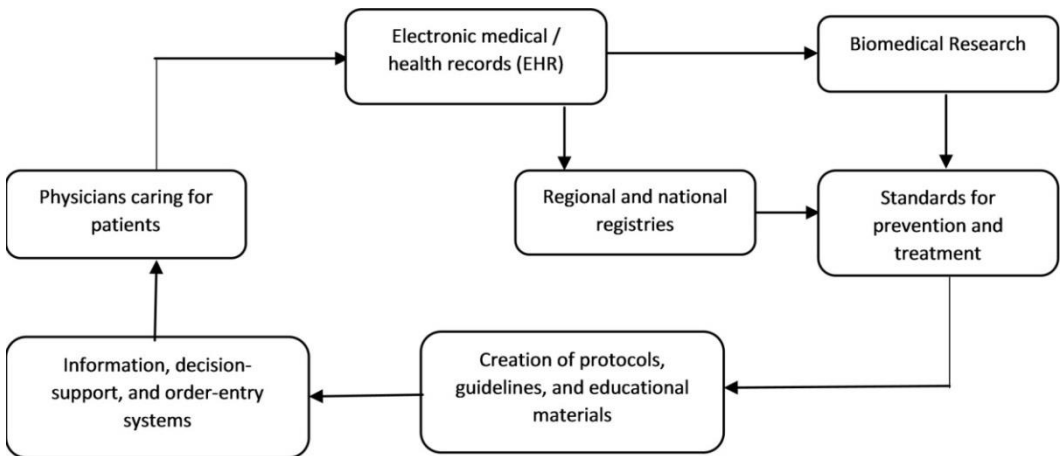 Electronic medical /
health records (EHR)
Biomedical Research
Physicians caring for
patients
Regional and national
registries
Standards for
prevention and
treatment
Information, decision-
support, and order-entry
systems
Creation of protocols,
guidelines, and educational
materials